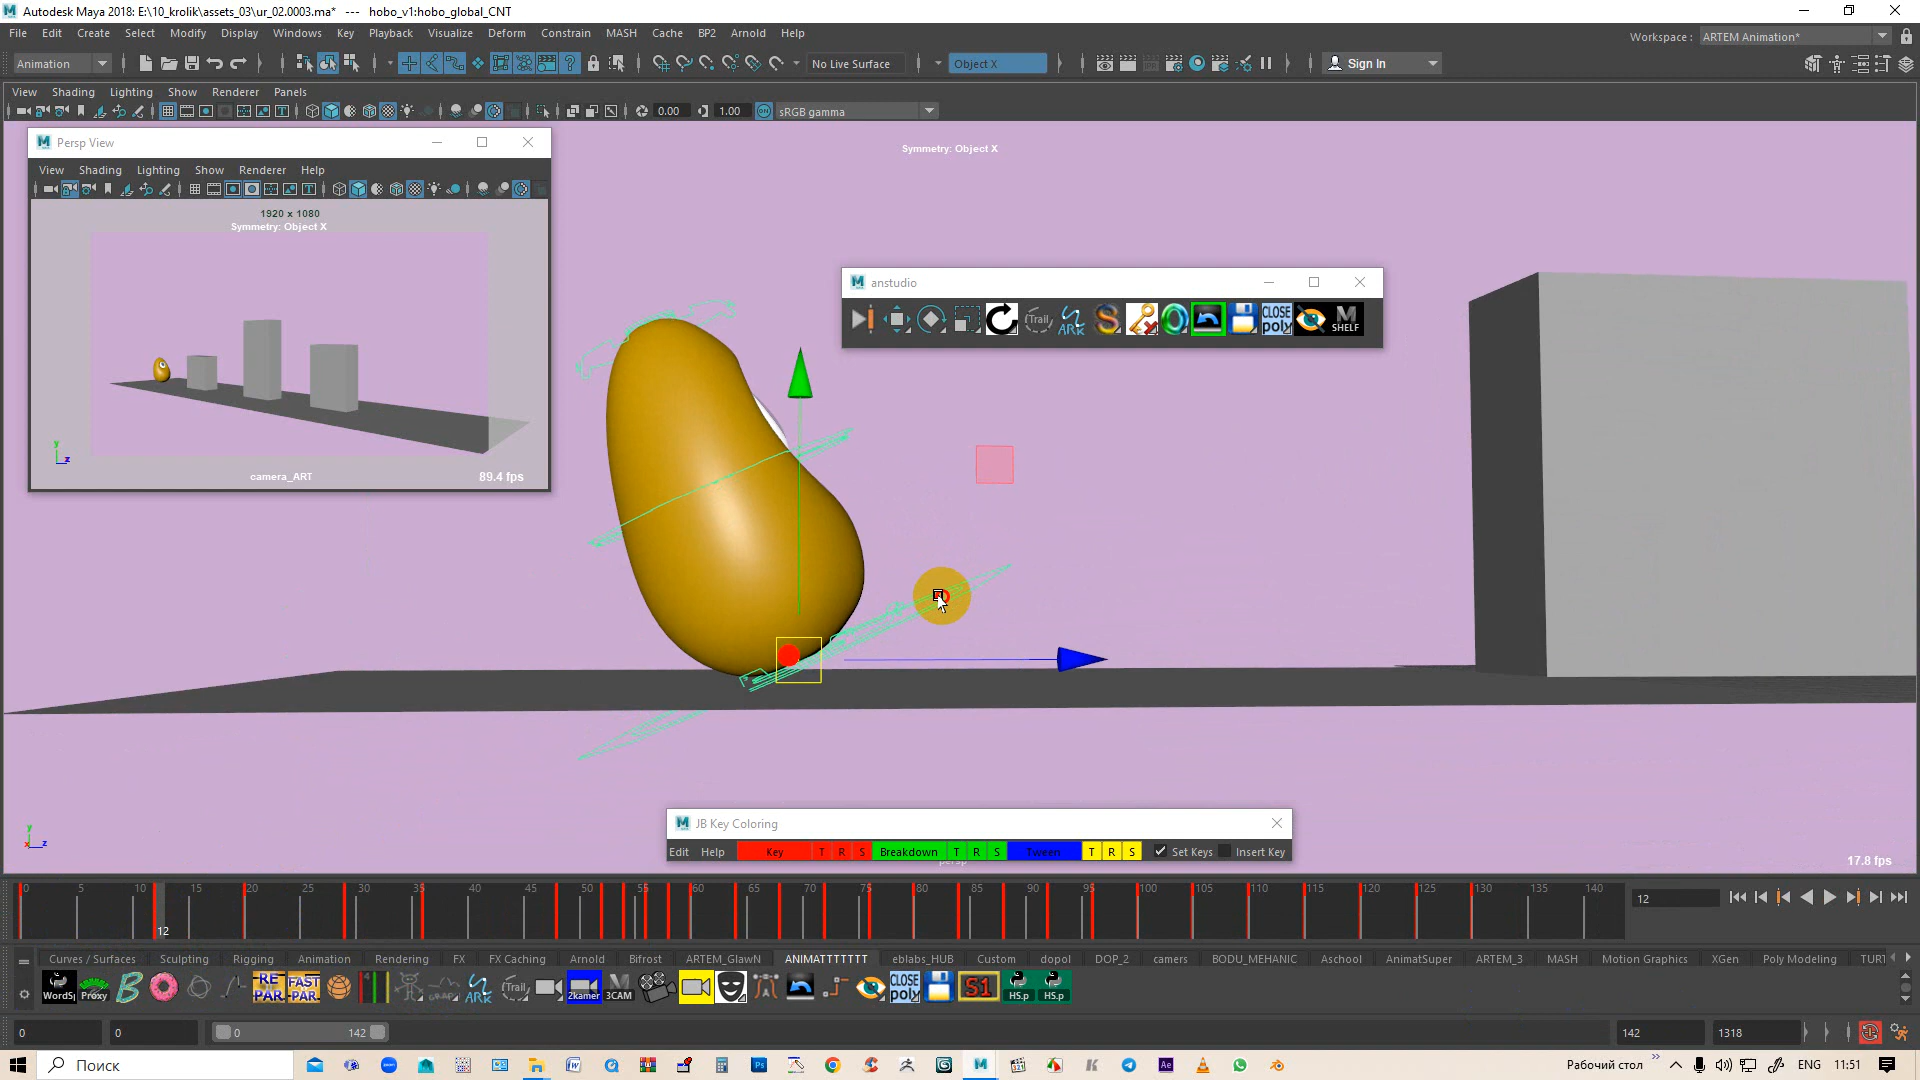 Autodesk Maya 2018: E:\10_krolik\assets_03\ur_02.0003.ma* --- hobo_v1:hobo_global_CNT
File Edit Create Select Modify Display Windows Key Playback Visualize Deform Constrain MASH Cache BP2 Arnold Help
Workspace : ARTEM Animation*
Animation No Live Surface Object X Sign In
View Shading Lighting Show Renderer Panels
0.00 1.00 sRGB gamma
Symmetry: Object X
Persp View
View Shading Lighting Show Renderer Help
1920 x 1080
Symmetry: Object X
camera_ART 89.4 fps
anstudio
Trail ARk CLOSE poly M SHELF
JB Key Coloring
Edit Help Key T R S Breakdown T R S Tween T R S Set Keys Insert Key
persp
17.8 fps
0 5 10 15 20 25 30 35 40 45 50 55 60 65 70 75 80 85 90 95 100 105 110 115 120 125 130 135 140
12
12
Curves / Surfaces Sculpting Rigging Animation Rendering FX FX Caching Arnold Bifrost ARTEM_GlawN ANIMATTTTTTT eblabs_HUB Custom dopol DOP_2 camers BODU_MEHANIC Aschool AnimatSuper ARTEM_3 MASH Motion Graphics XGen Poly Modeling TURT
WordS Proxy RE PAR FAST PAR ARK Trail 2kamer 3CAM CLOSE poly S1 HS.p HS.p
0 0 0 142 142 1318
Поиск
Рабочий стол ENG 11:51